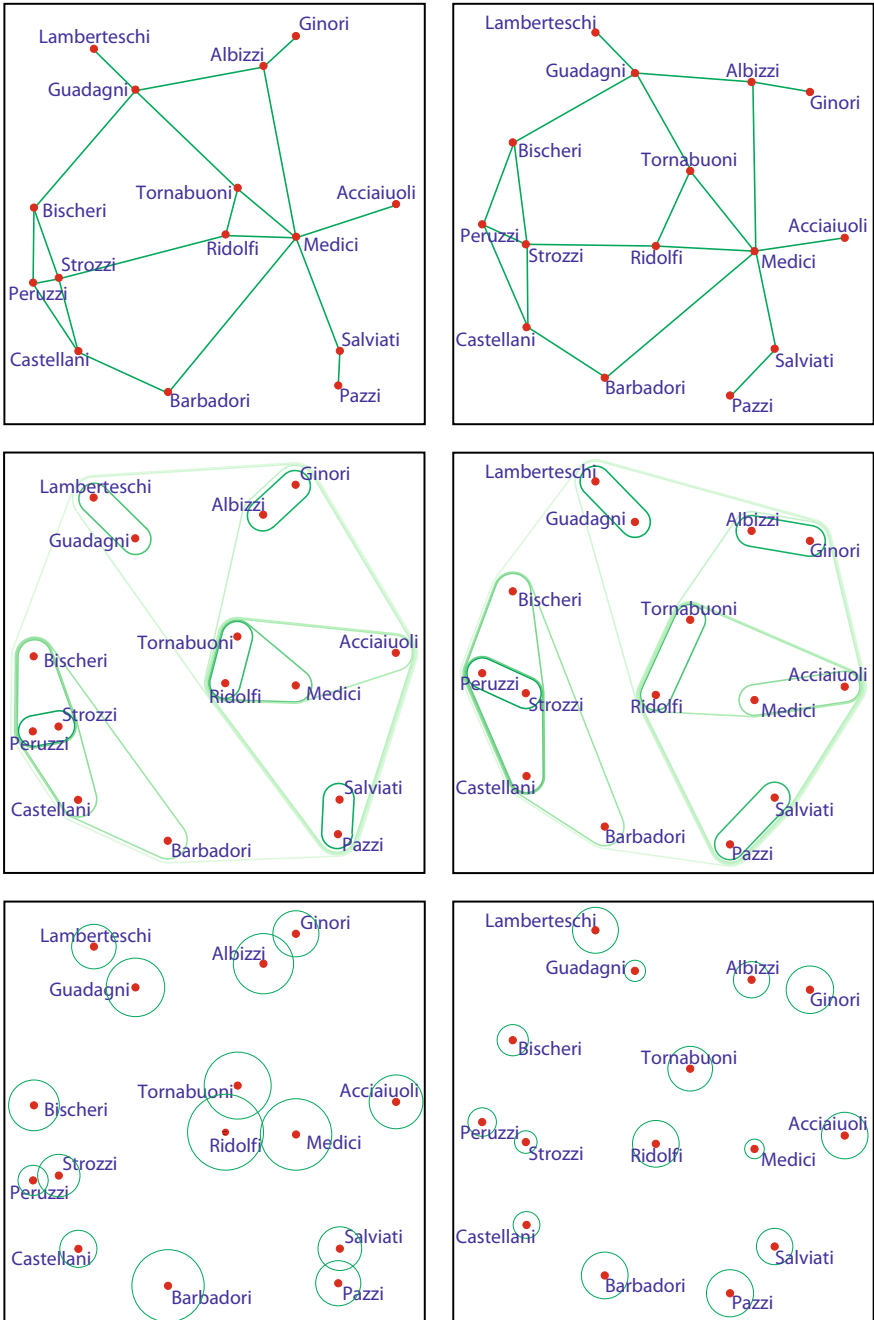 Ginori
Lamberteschi
Albizzi
Guadagni
Tornabuoni
Acciaiuoli
Bischeri
Ridolfi
Medici
Strozzi
Peruzzi
Salviati
Castellani
Pazzi
Barbadori
Lamberteschi
Guadagni
Albizzi
Ginori
Bischeri
Tornabuoni
Acciaiuoli
Peruzzi
Strozzi
Ridolfi
Medici
Castellani
Salviati
Barbadori
Pazzi
Ginori
Lamberteschi
Albizzi
Guadagni
Tornabuoni
Acciaiuoli
Bischeri
Ridolfi
Medici
Strozzi
Peruzzi
Salviati
Castellani
Pazzi
Barbadori
Lamberteschi
Guadagni
Albizzi
Ginori
Bischeri
Tornabuoni
Acciaiuoli
Peruzzi
Strozzi
Ridolfi
Medici
Castellani
Salviati
Barbadori
Pazzi
Ginori
Lamberteschi
Albizzi
Guadagni
Tornabuoni
Acciaiuoli
Bischeri
Ridolfi
Medici
Strozzi
Peruzzi
Salviati
Castellani
Pazzi
Barbadori
Lamberteschi
Guadagni
Albizzi
Ginori
Bischeri
Tornabuoni
Acciaiuoli
Peruzzi
Strozzi
Ridolfi
Medici
Castellani
Salviati
Barbadori
Pazzi